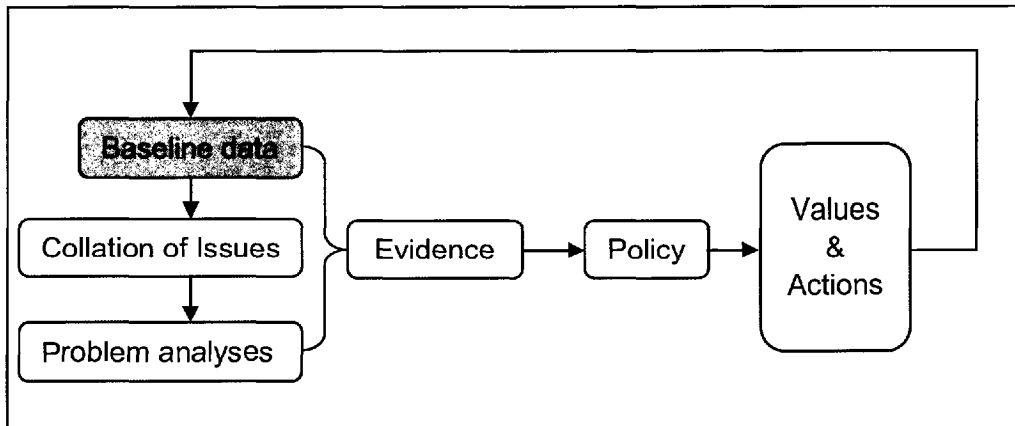 Baseline data
Collation of Issues
Problem analyses
Evidence
Policy
Values
&
Actions